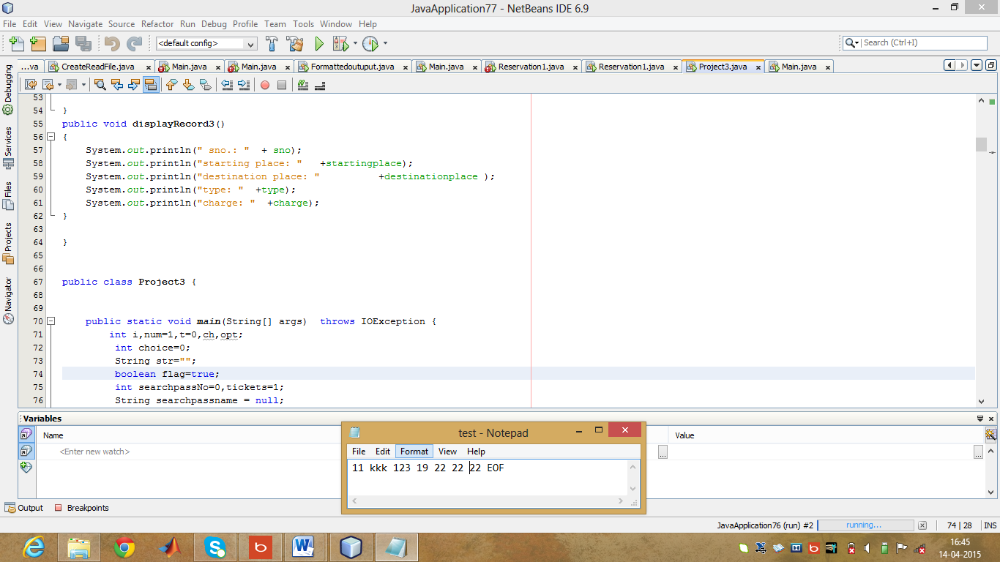 JavaApplication77 - NetBeans IDE 6.9
File Edit View Navigate Source Refactor Run Debug Profile Team Tools Window Help
<default config>
Search (Ctrl+I)
...va CreateReadFile.java Main.java Main.java Formattedoutuput.java Main.java Reservation1.java Reservation1.java Project3.java Main.java
Debugging
Services
Files
Projects
Navigator
53
54 }
55 public void displayRecord3()
56 {
57 System.out.println(" sno.: " + sno);
58 System.out.println("starting place: " +startingplace);
59 System.out.println("destination place: " +destinationplace );
60 System.out.println("type: " +type);
61 System.out.println("charge: " +charge);
62 }
63
64 }
65
66
67 public class Project3 {
68
69
70 public static void main(String[] args) throws IOException {
71 int i,num=1,t=0,ch,opt;
72 int choice=0;
73 String str="";
74 boolean flag=true;
75 int searchpassNo=0,tickets=1;
76 String searchpassname = null;
Variables
Name Value
<Enter new watch> ... ...
test - Notepad
File Edit Format View Help
11 kkk 123 19 22 22 22 EOF
Output Breakpoints
JavaApplication76 (run) #2 running... 74 | 28 INS
16:45
14-04-2015